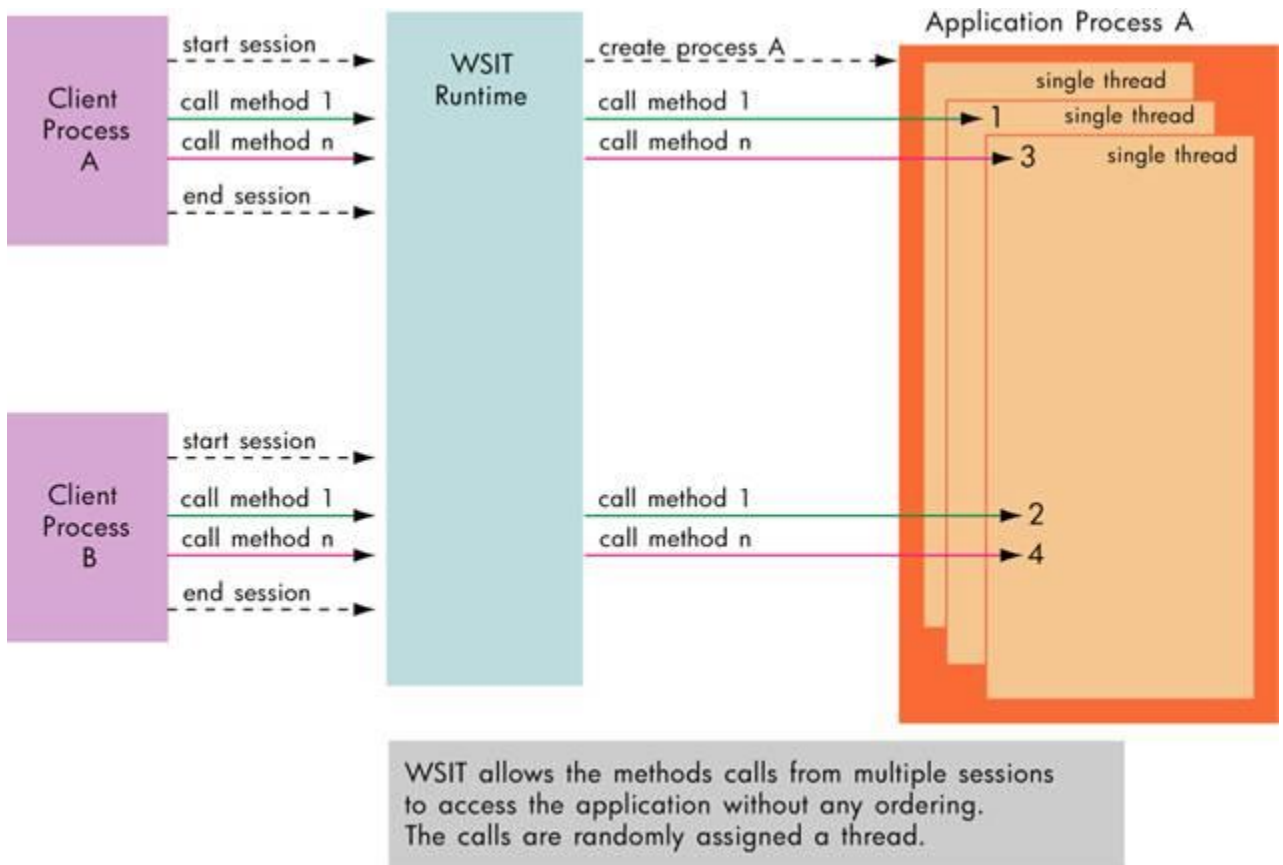 Application Process A
start session
call method 1
call method n
end session
Client
Process
A
WSIT
Runtime
create process A
call method 1
call method n
single thread
1 single thread
3 single thread
start session
call method 1
call method n
end session
Client
Process
B
call method 1
call method n
2
4
WSIT allows the methods calls from multiple sessions
to access the application without any ordering.
The calls are randomly assigned a thread.